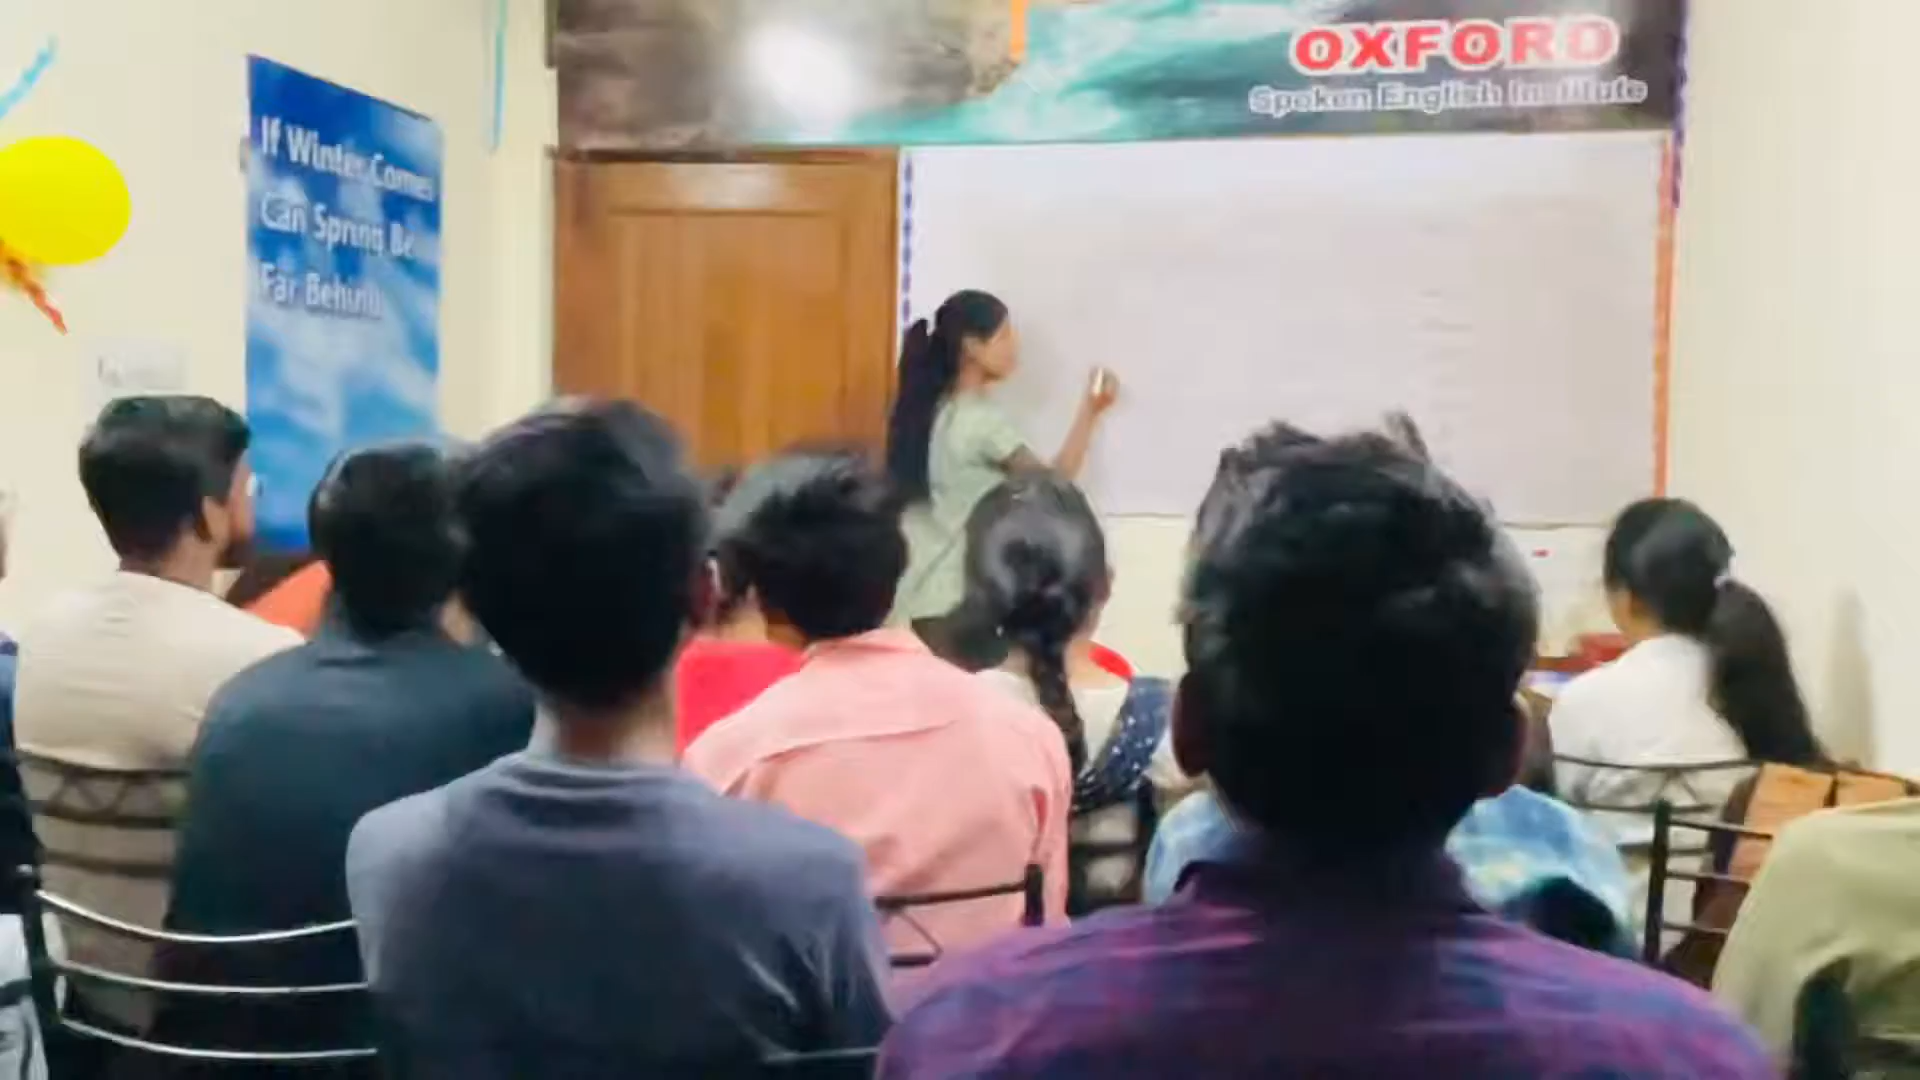 OXFORD
Spoken English Institute
If Winter Comes
Can Spring Be
Far Behind